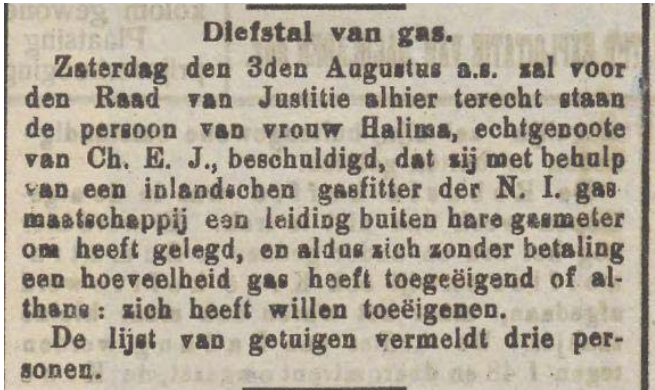 Diefstal van gas.
Zaterdag den 3den Augustus a.s. zal voor
den Raad van Justitie alhier terecht staan
de persoon van vrouw Halima, echtgenoote
van Ch. E. J., beschuldigd, dat zij met behulp
van een inlandschen gasfitter der N. I. gas
maatschappij een leiding buiten hare gasmeter
om heeft gelegd, en aldus zich zonder betaling
een hoeveelheid gas heeft toegeëigend of al-
thans: zich heeft willen toeëigenen.
De lijst van getuigen vermeldt drie per-
sonen.